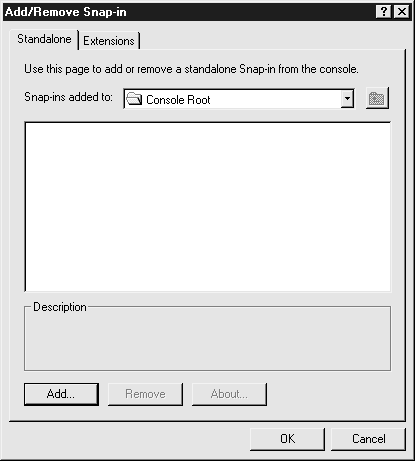 Add/Remove Snap-in
Standalone Extensions
Use this page to add or remove a standalone Snap-in from the console.
Snap-ins added to: Console Root
Description
Add... Remove About...
OK Cancel